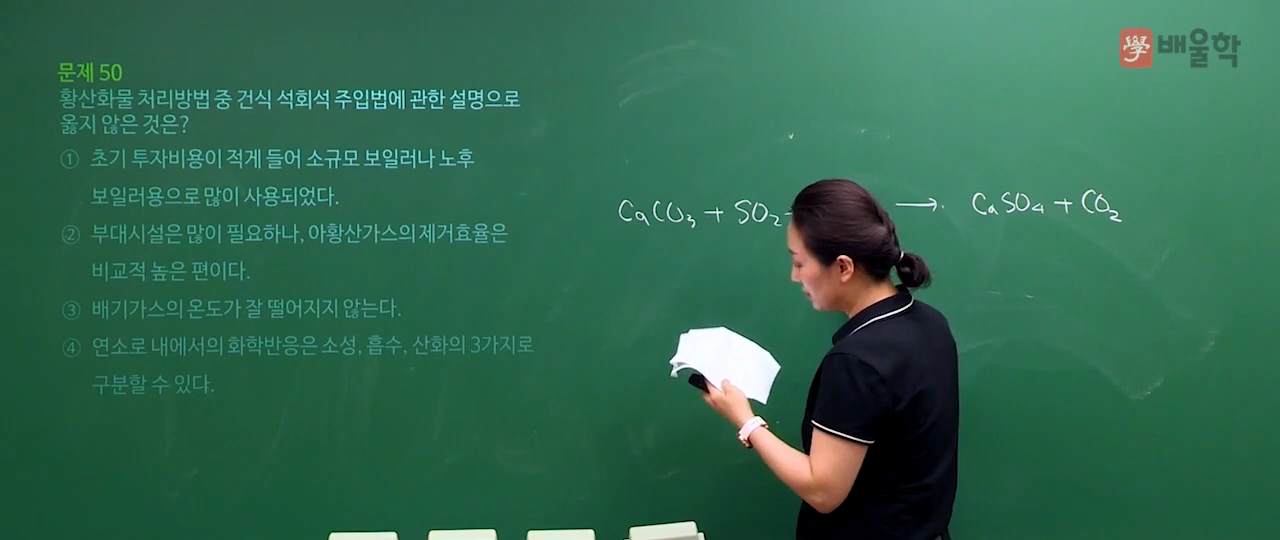 學 배울학
문제 50
황산화물 처리방법 중 건식 석회석 주입법에 관한 설명으로
옳지 않은 것은?
① 초기 투자비용이 적게 들어 소규모 보일러나 노후
보일러용으로 많이 사용되었다.
② 부대시설은 많이 필요하나, 아황산가스의 제거효율은
비교적 높은 편이다.
③ 배기가스의 온도가 잘 떨어지지 않는다.
④ 연소로 내에서의 화학반응은 소성, 흡수, 산화의 3가지로
구분할 수 있다.
CaCO3 + SO2 + → CaSO4 + CO2